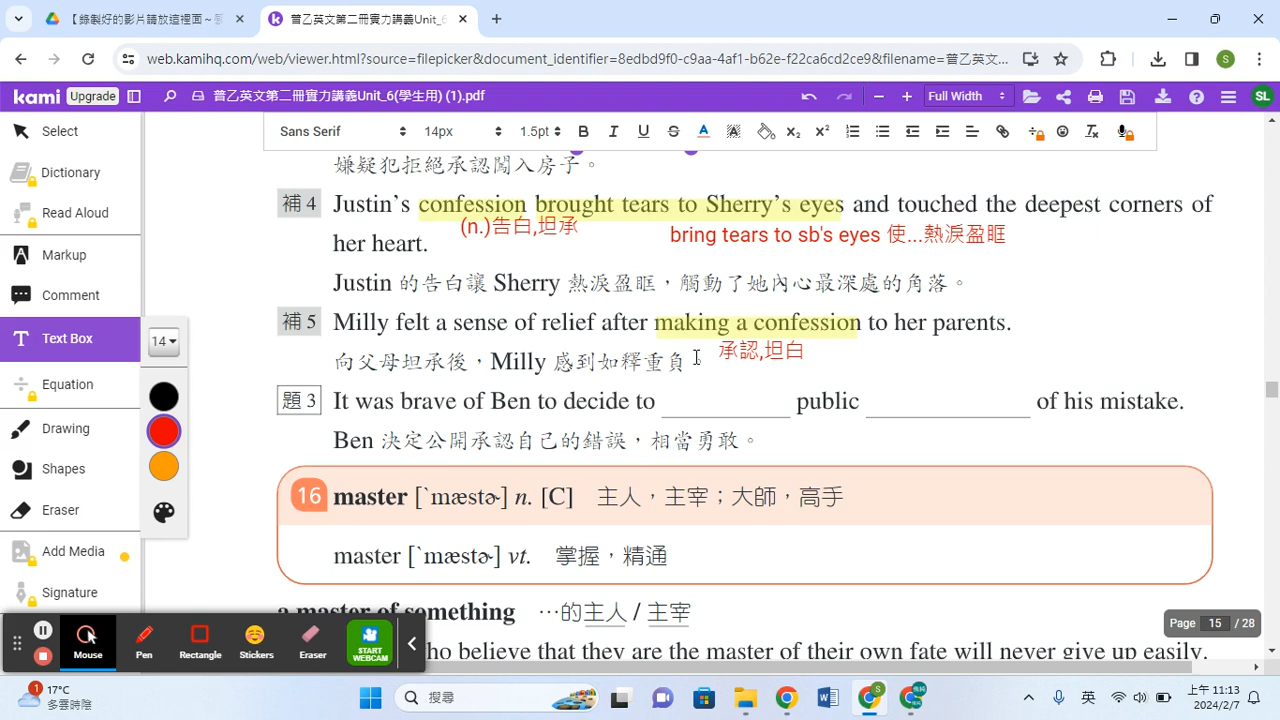 【 錄製好的影片請放這裡面～
普乙英文第二冊實力講義Unit_6
web.kamihq.com/web/viewer.html?source=filepicker&document_identifier=8edbd9f0-c9aa-4af1-b62e-f22ca6cd2ce9&filename=普乙英文...
S
kami Upgrade 普乙英文第二冊實力講義Unit_6(學生用) (1).pdf Full Width SL
Sans Serif 14px 1.5pt B I U S A X₂ X²
Select
Dictionary
Read Aloud
Markup
Comment
Text Box
14
Equation
Drawing
Shapes
Eraser
Add Media
Signature
嫌疑犯拒絕承認闖入房子。
補 4 Justin's confession brought tears to Sherry's eyes and touched the deepest corners of
(n.)告白,坦承 bring tears to sb's eyes 使...熱淚盈眶
her heart.
Justin 的告白讓 Sherry 熱淚盈眶，觸動了她內心最深處的角落。
補 5 Milly felt a sense of relief after making a confession to her parents.
承認,坦白
向父母坦承後，Milly 感到如釋重負
題 3 It was brave of Ben to decide to ____________ public ____________ of his mistake.
Ben 決定公開承認自己的錯誤，相當勇敢。
16 master [ˋmæstɚ] n. [C] 主人，主宰；大師，高手
master [ˋmæstɚ] vt. 掌握，精通
a master of something …的主人 / 主宰
Page 15 / 28
ho believe that they are the master of their own fate will never give up easily.
Mouse Pen Rectangle Stickers Eraser START WEBCAM
1 17°C
多雲時晴
搜尋
英
上午 11:13
2024/2/7